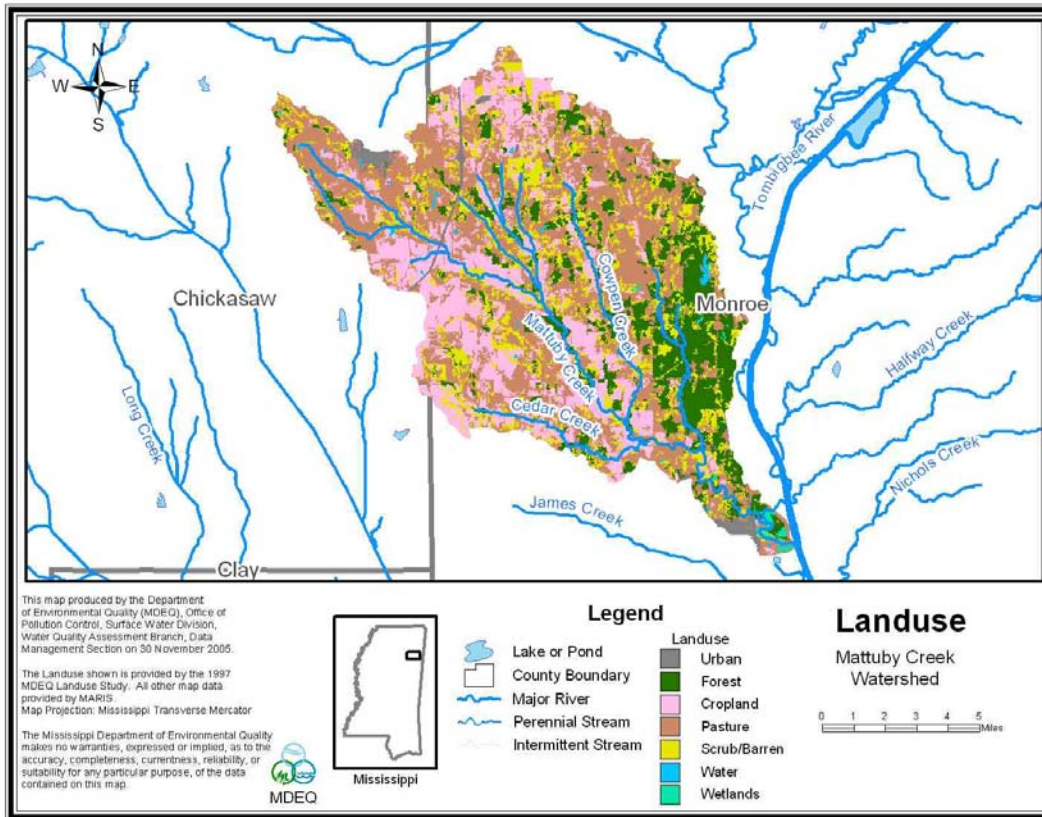 N
W E
S
Tombigbee River
Chickasaw
Monroe
Cowpen Creek
Mattuby Creek
Halfway Creek
Long Creek
Cedar Creek
Nichols Creek
James Creek
Clay
This map produced by the Department
of Environmental Quality (MDEQ), Office of
Pollution Control, Surface Water Division,
Water Quality Assessment Branch, Data
Management Section on 30 November 2005.
The Landuse shown is provided by the 1997
MDEQ Landuse Study. All other map data
provided by MARIS.
Map Projection: Mississippi Transverse Mercator
The Mississippi Department of Environmental Quality
makes no warranties, expressed or implied, as to the
accuracy, completeness, currentness, reliability, or
suitability for any particular purpose, of the data
contained on this map.
MDEQ
Mississippi
Legend
Lake or Pond
County Boundary
Major River
Perennial Stream
Intermittent Stream
Landuse
Urban
Forest
Cropland
Pasture
Scrub/Barren
Water
Wetlands
Landuse
Mattuby Creek
Watershed
0 1 2 3 4 5
Miles